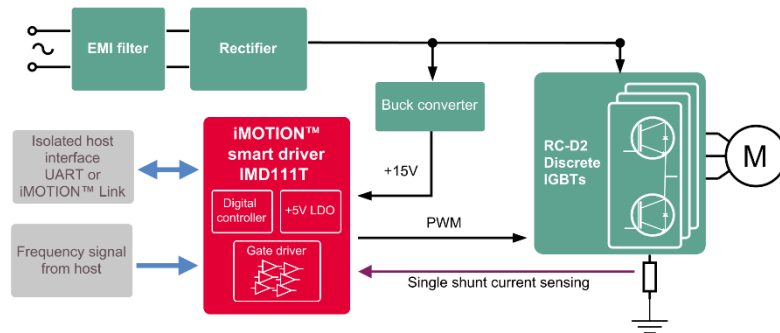 EMI filter
Rectifier
Buck converter
RC-D2
Discrete
IGBTs
M
Isolated host
interface
UART or
iMOTION™ Link
iMOTION™
smart driver
IMD111T
+15V
Digital
controller
+5V LDO
PWM
Frequency signal
from host
Gate driver
Single shunt current sensing